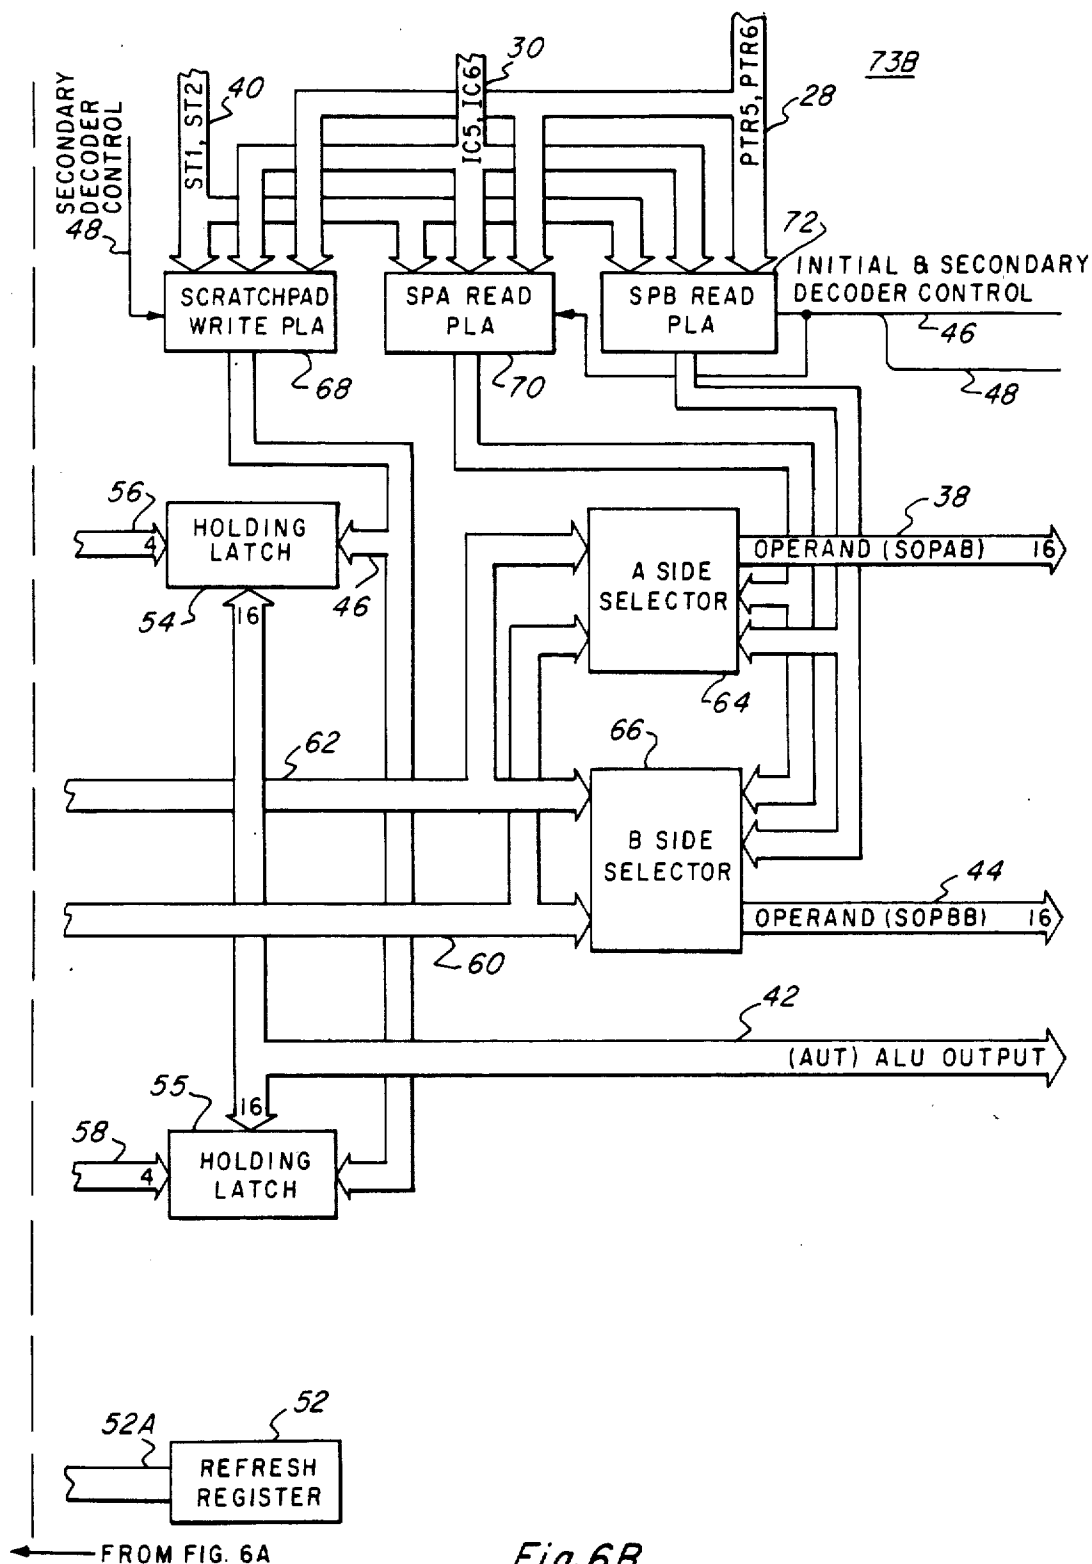 73B
30
40
28
SECONDARY
DECODER
CONTROL
48
ST1, ST2
IC5, IC6
PTR5, PTR6
72
INITIAL & SECONDARY
DECODER CONTROL
46
48
SCRATCHPAD
WRITE PLA
68
SPA READ
PLA
70
SPB READ
PLA
56
4
HOLDING
LATCH
54
16
46
38
OPERAND (SOPAB) 16
A SIDE
SELECTOR
64
62
66
B SIDE
SELECTOR
44
OPERAND (SOPBB) 16
60
42
(AUT) ALU OUTPUT
55
16
58
4
HOLDING
LATCH
52
52A
REFRESH
REGISTER
FROM FIG. 6A
Fig. 6B